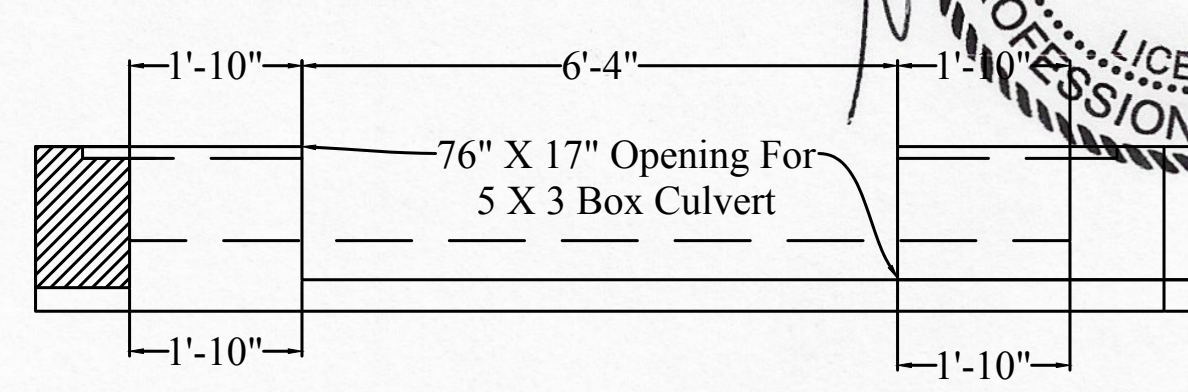 1'-10" 6'-4" 1'-10"
LICE
OFESSION
76" X 17" Opening For
5 X 3 Box Culvert
1'-10" 1'-10"